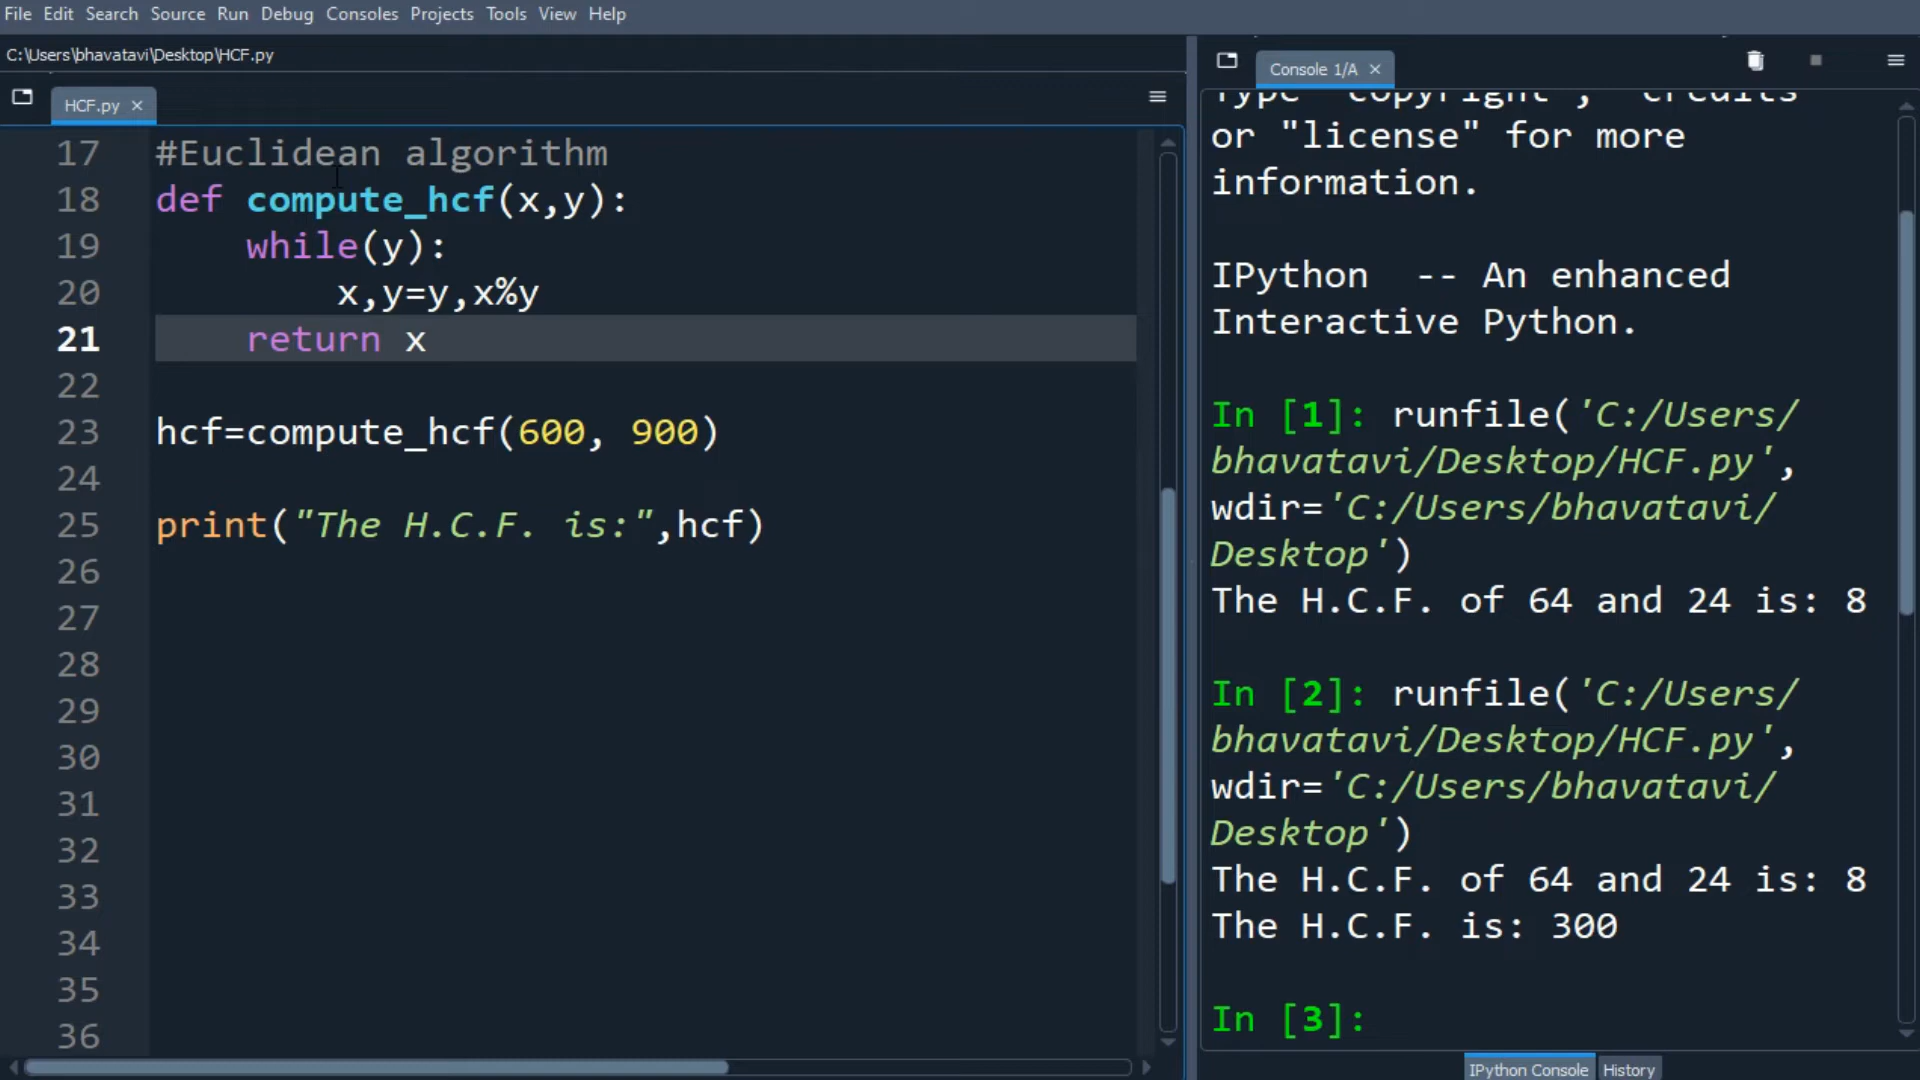 File Edit Search Source Run Debug Consoles Projects Tools View Help
C:\Users\bhavatavi\Desktop\HCF.py
HCF.py
17 #Euclidean algorithm
18 def compute_hcf(x,y):
19     while(y):
20         x,y=y,x%y
21     return x
22
23 hcf=compute_hcf(600, 900)
24
25 print("The H.C.F. is:",hcf)
26
27
28
29
30
31
32
33
34
35
36
Console 1/A
Type "copyright", "credits
or "license" for more
information.
IPython  -- An enhanced
Interactive Python.
In [1]: runfile('C:/Users/
bhavatavi/Desktop/HCF.py',
wdir='C:/Users/bhavatavi/
Desktop')
The H.C.F. of 64 and 24 is: 8
In [2]: runfile('C:/Users/
bhavatavi/Desktop/HCF.py',
wdir='C:/Users/bhavatavi/
Desktop')
The H.C.F. of 64 and 24 is: 8
The H.C.F. is: 300
In [3]:
IPython Console History